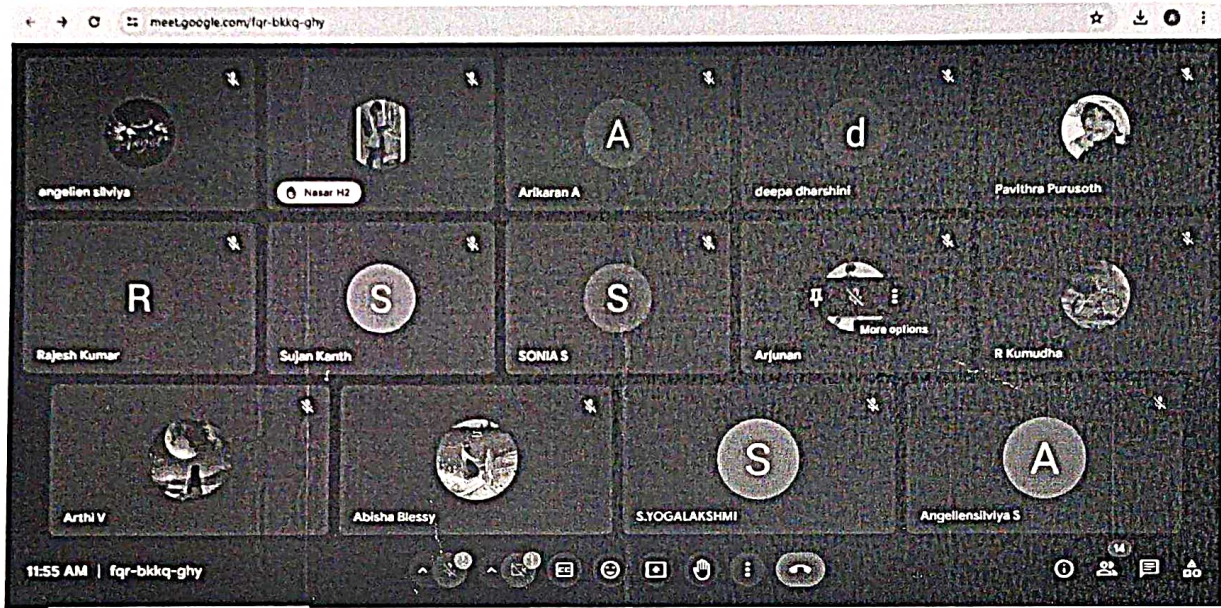 meet.google.com/fqr-bkkq-ghy
angelien silviya
Nasar H2
A
Arikaran A
d
deepa dharshini
Pavithra Purusoth
R
Rajesh Kumar
S
Sujan Kanth
S
SONIA S
More options
Arjunan
R Kumudha
Arthi V
Abisha Blessy
S
S.YOGALAKSHMI
A
Angeliensilviya S
11:55 AM | fqr-bkkq-ghy
14